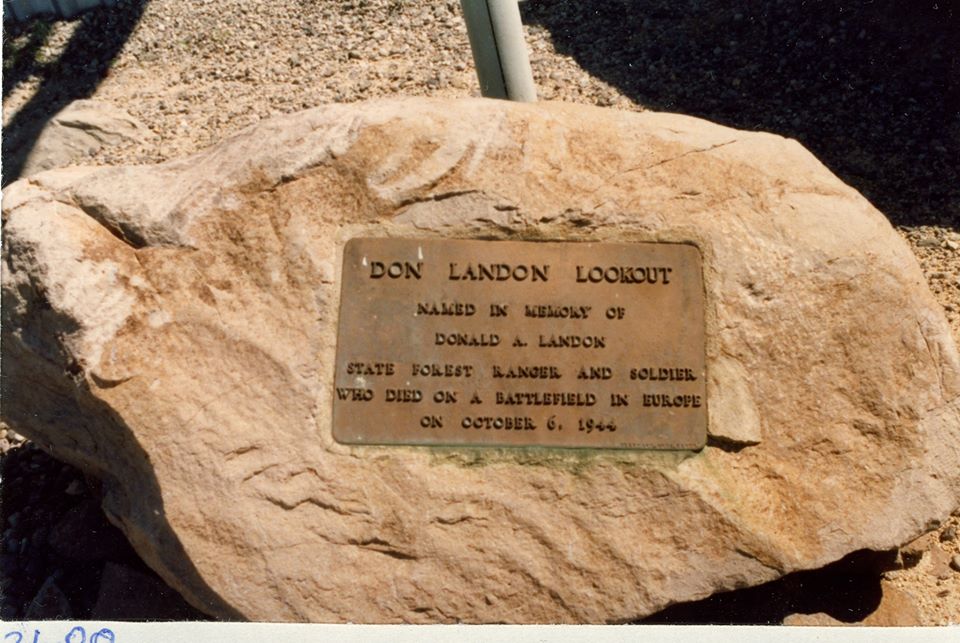 DON LANDON LOOKOUT
NAMED IN MEMORY OF
DONALD A. LANDON
STATE FOREST RANGER AND SOLDIER
WHO DIED ON A BATTLEFIELD IN EUROPE
ON OCTOBER 6, 1944